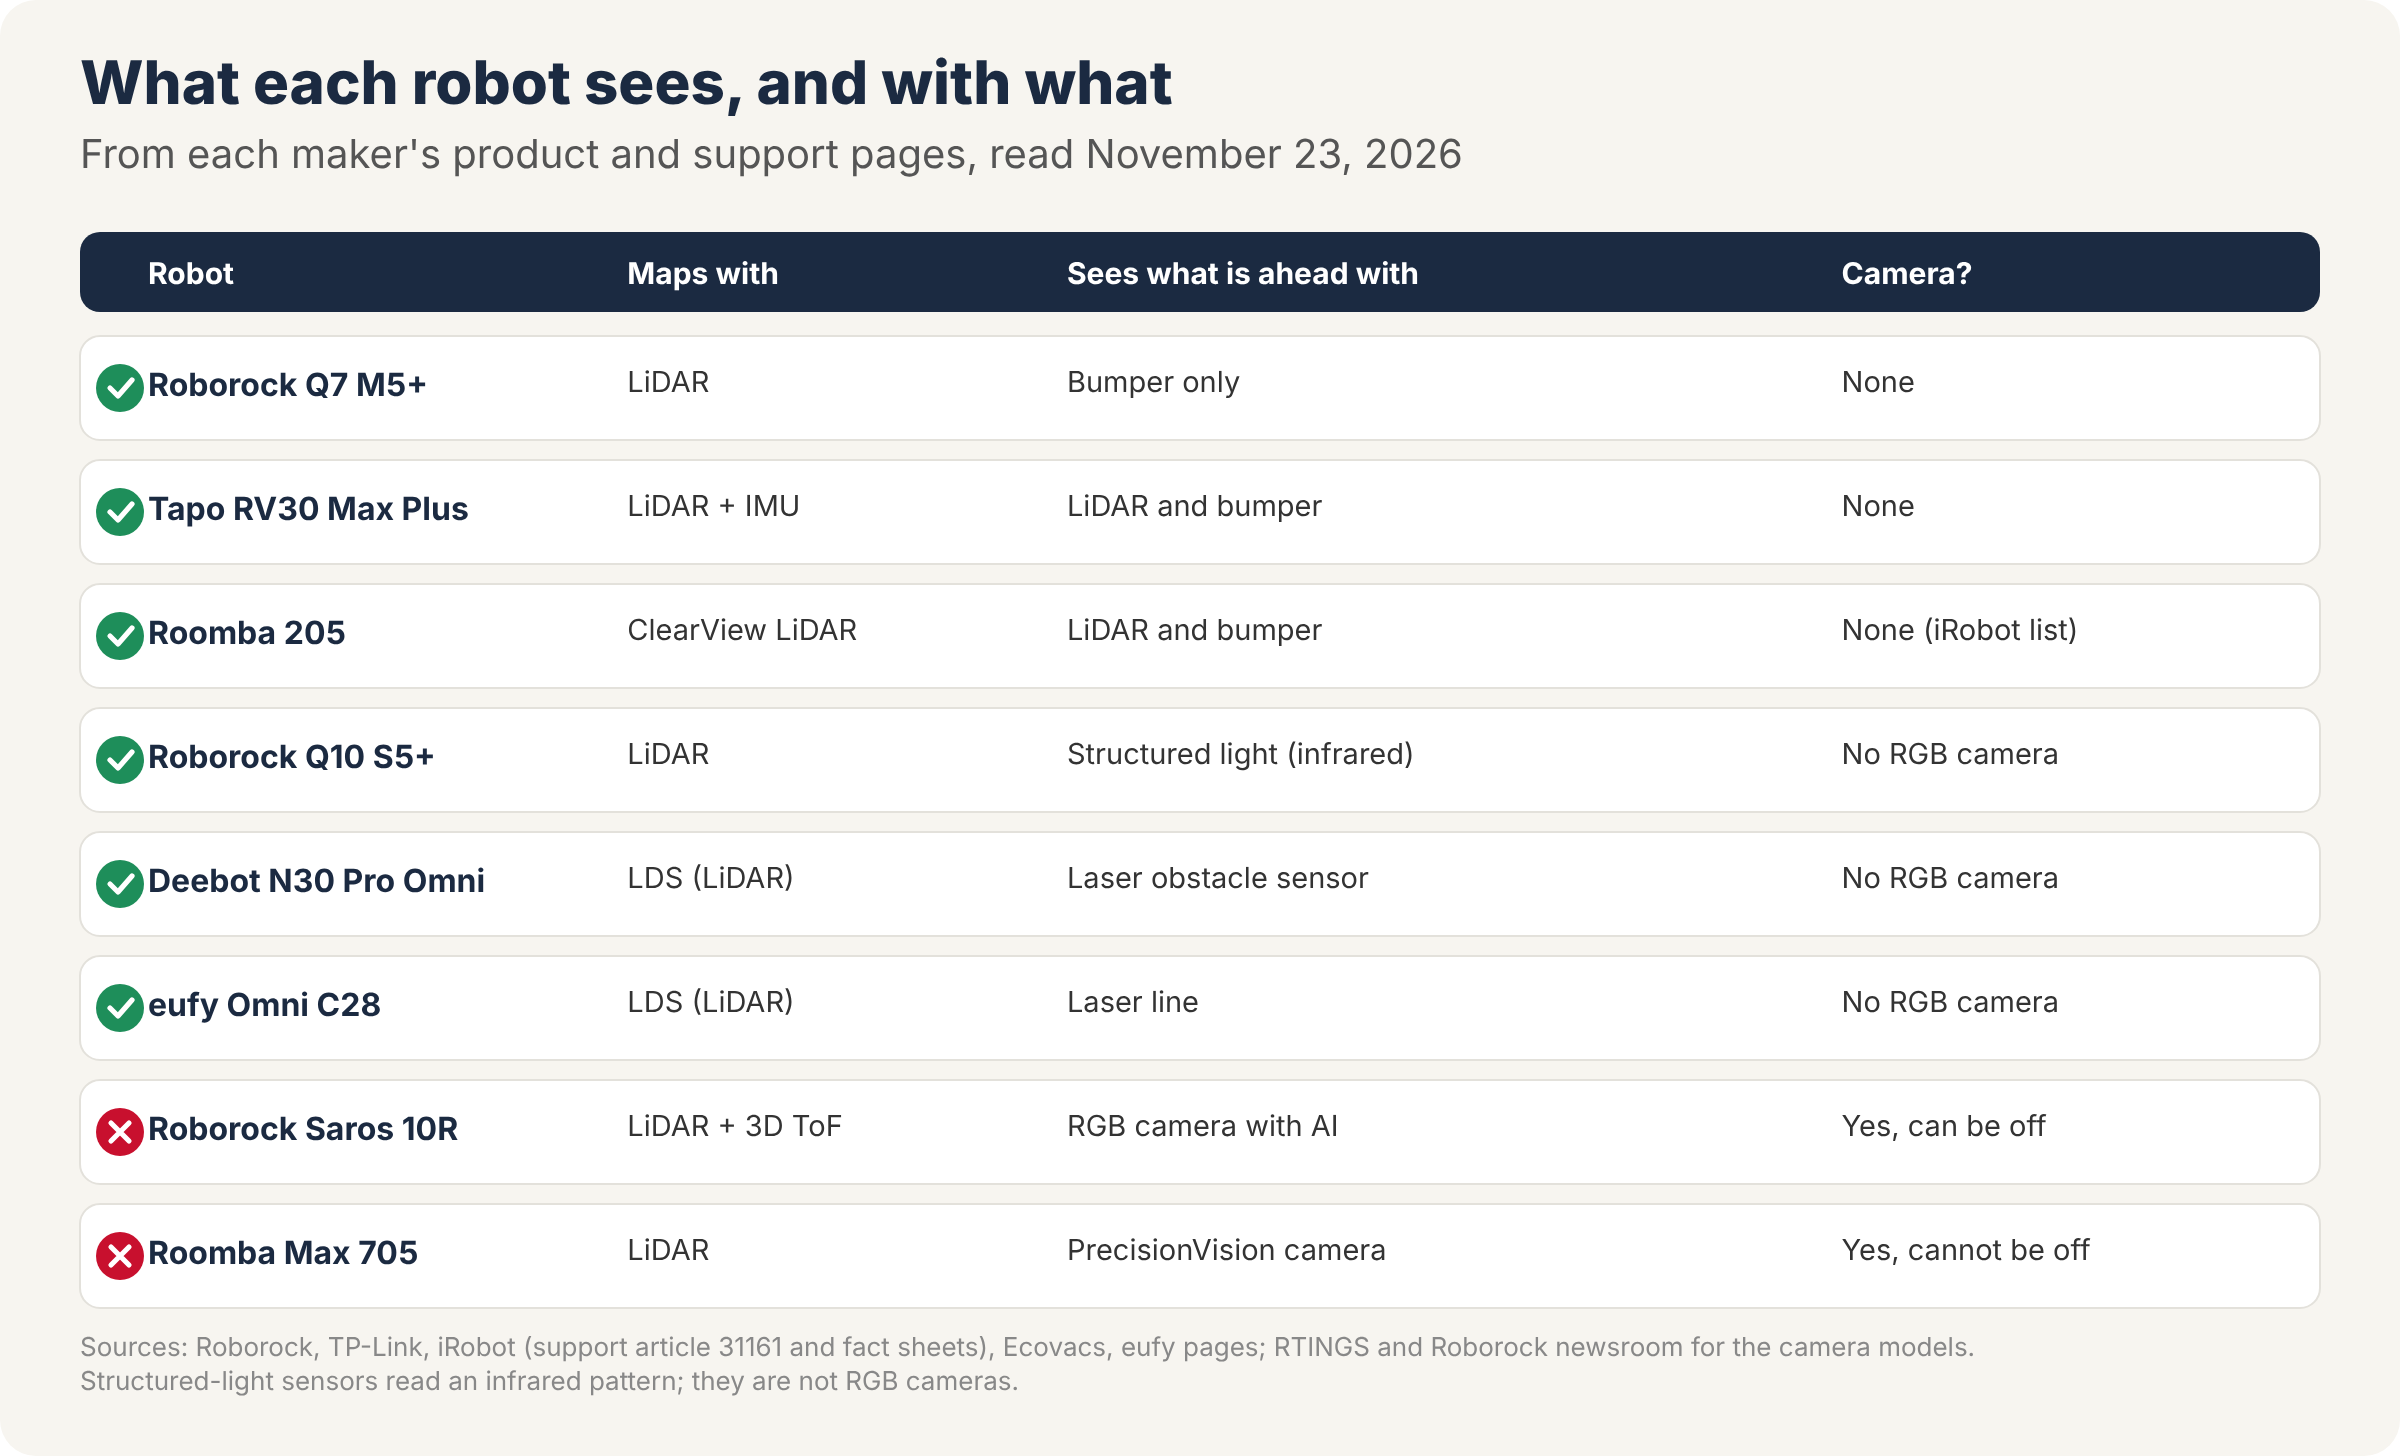 What each robot sees, and with what
From each maker's product and support pages, read November 23, 2026
Robot Maps with Sees what is ahead with Camera?
Roborock Q7 M5+ LiDAR Bumper only None
Tapo RV30 Max Plus LiDAR + IMU LiDAR and bumper None
Roomba 205 ClearView LiDAR LiDAR and bumper None (iRobot list)
Roborock Q10 S5+ LiDAR Structured light (infrared) No RGB camera
Deebot N30 Pro Omni LDS (LiDAR) Laser obstacle sensor No RGB camera
eufy Omni C28 LDS (LiDAR) Laser line No RGB camera
Roborock Saros 10R LiDAR + 3D ToF RGB camera with AI Yes, can be off
Roomba Max 705 LiDAR PrecisionVision camera Yes, cannot be off
Sources: Roborock, TP-Link, iRobot (support article 31161 and fact sheets), Ecovacs, eufy pages; RTINGS and Roborock newsroom for the camera models.
Structured-light sensors read an infrared pattern; they are not RGB cameras.